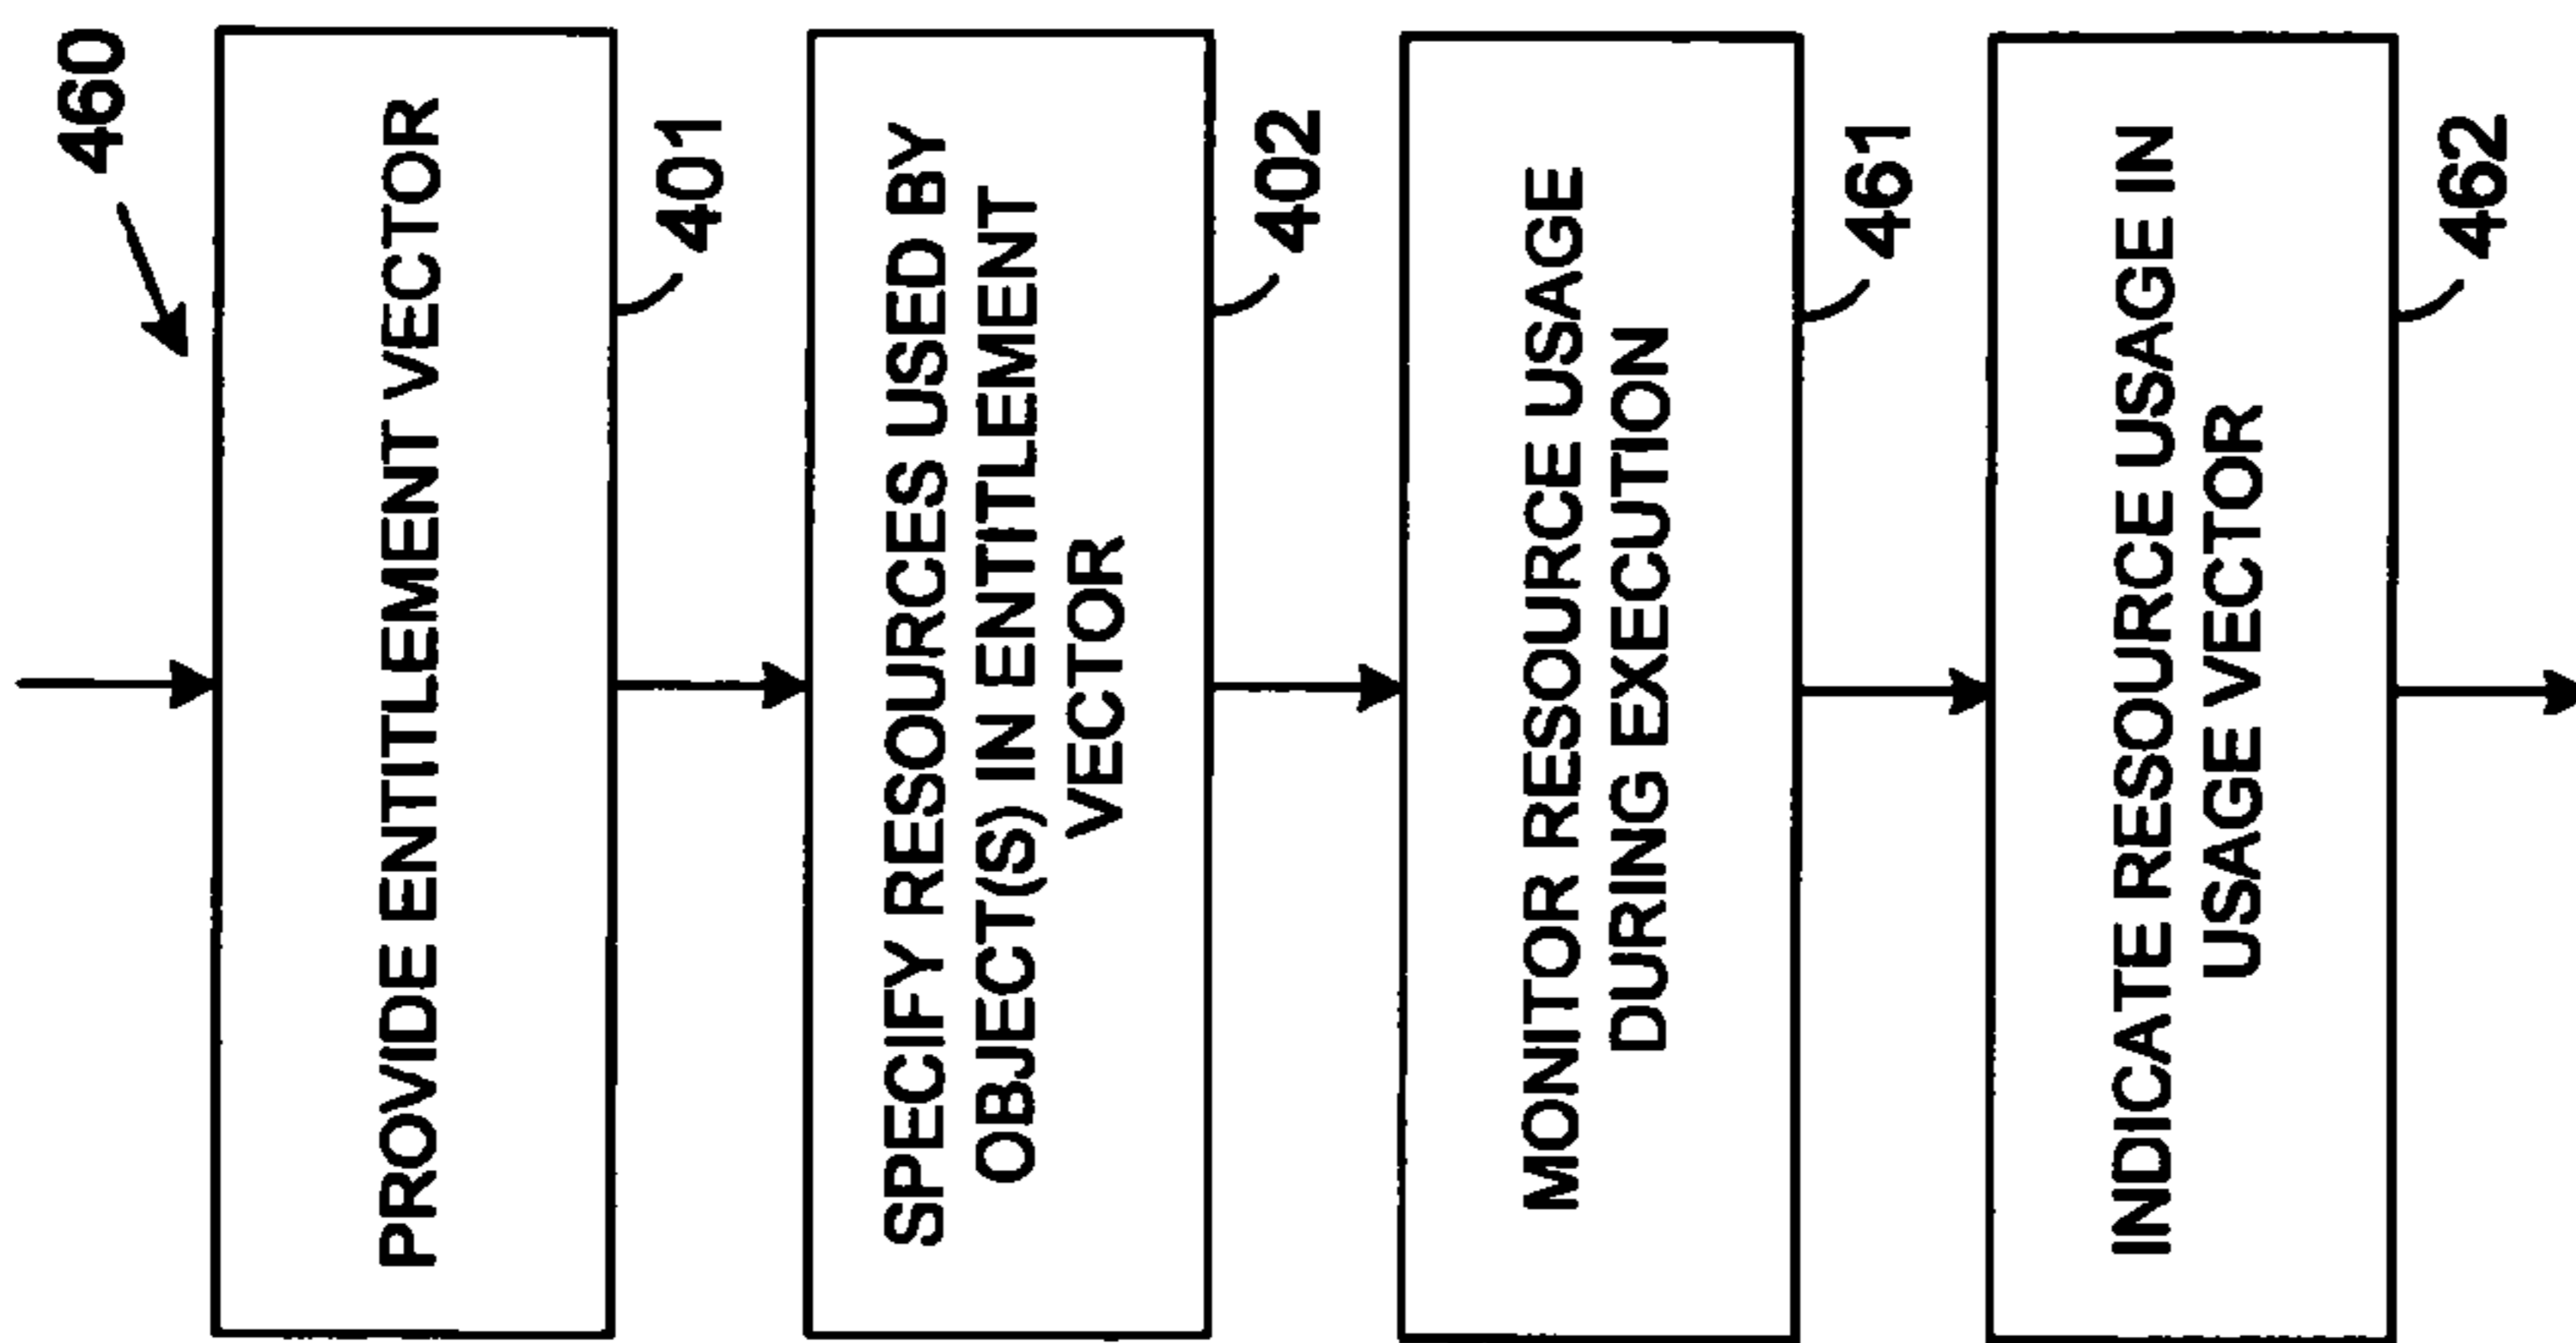 460
PROVIDE ENTITLEMENT VECTOR
401
SPECIFY RESOURCES USED BY
OBJECT(S) IN ENTITLEMENT
VECTOR
402
MONITOR RESOURCE USAGE
DURING EXECUTION
461
INDICATE RESOURCE USAGE IN
USAGE VECTOR
462